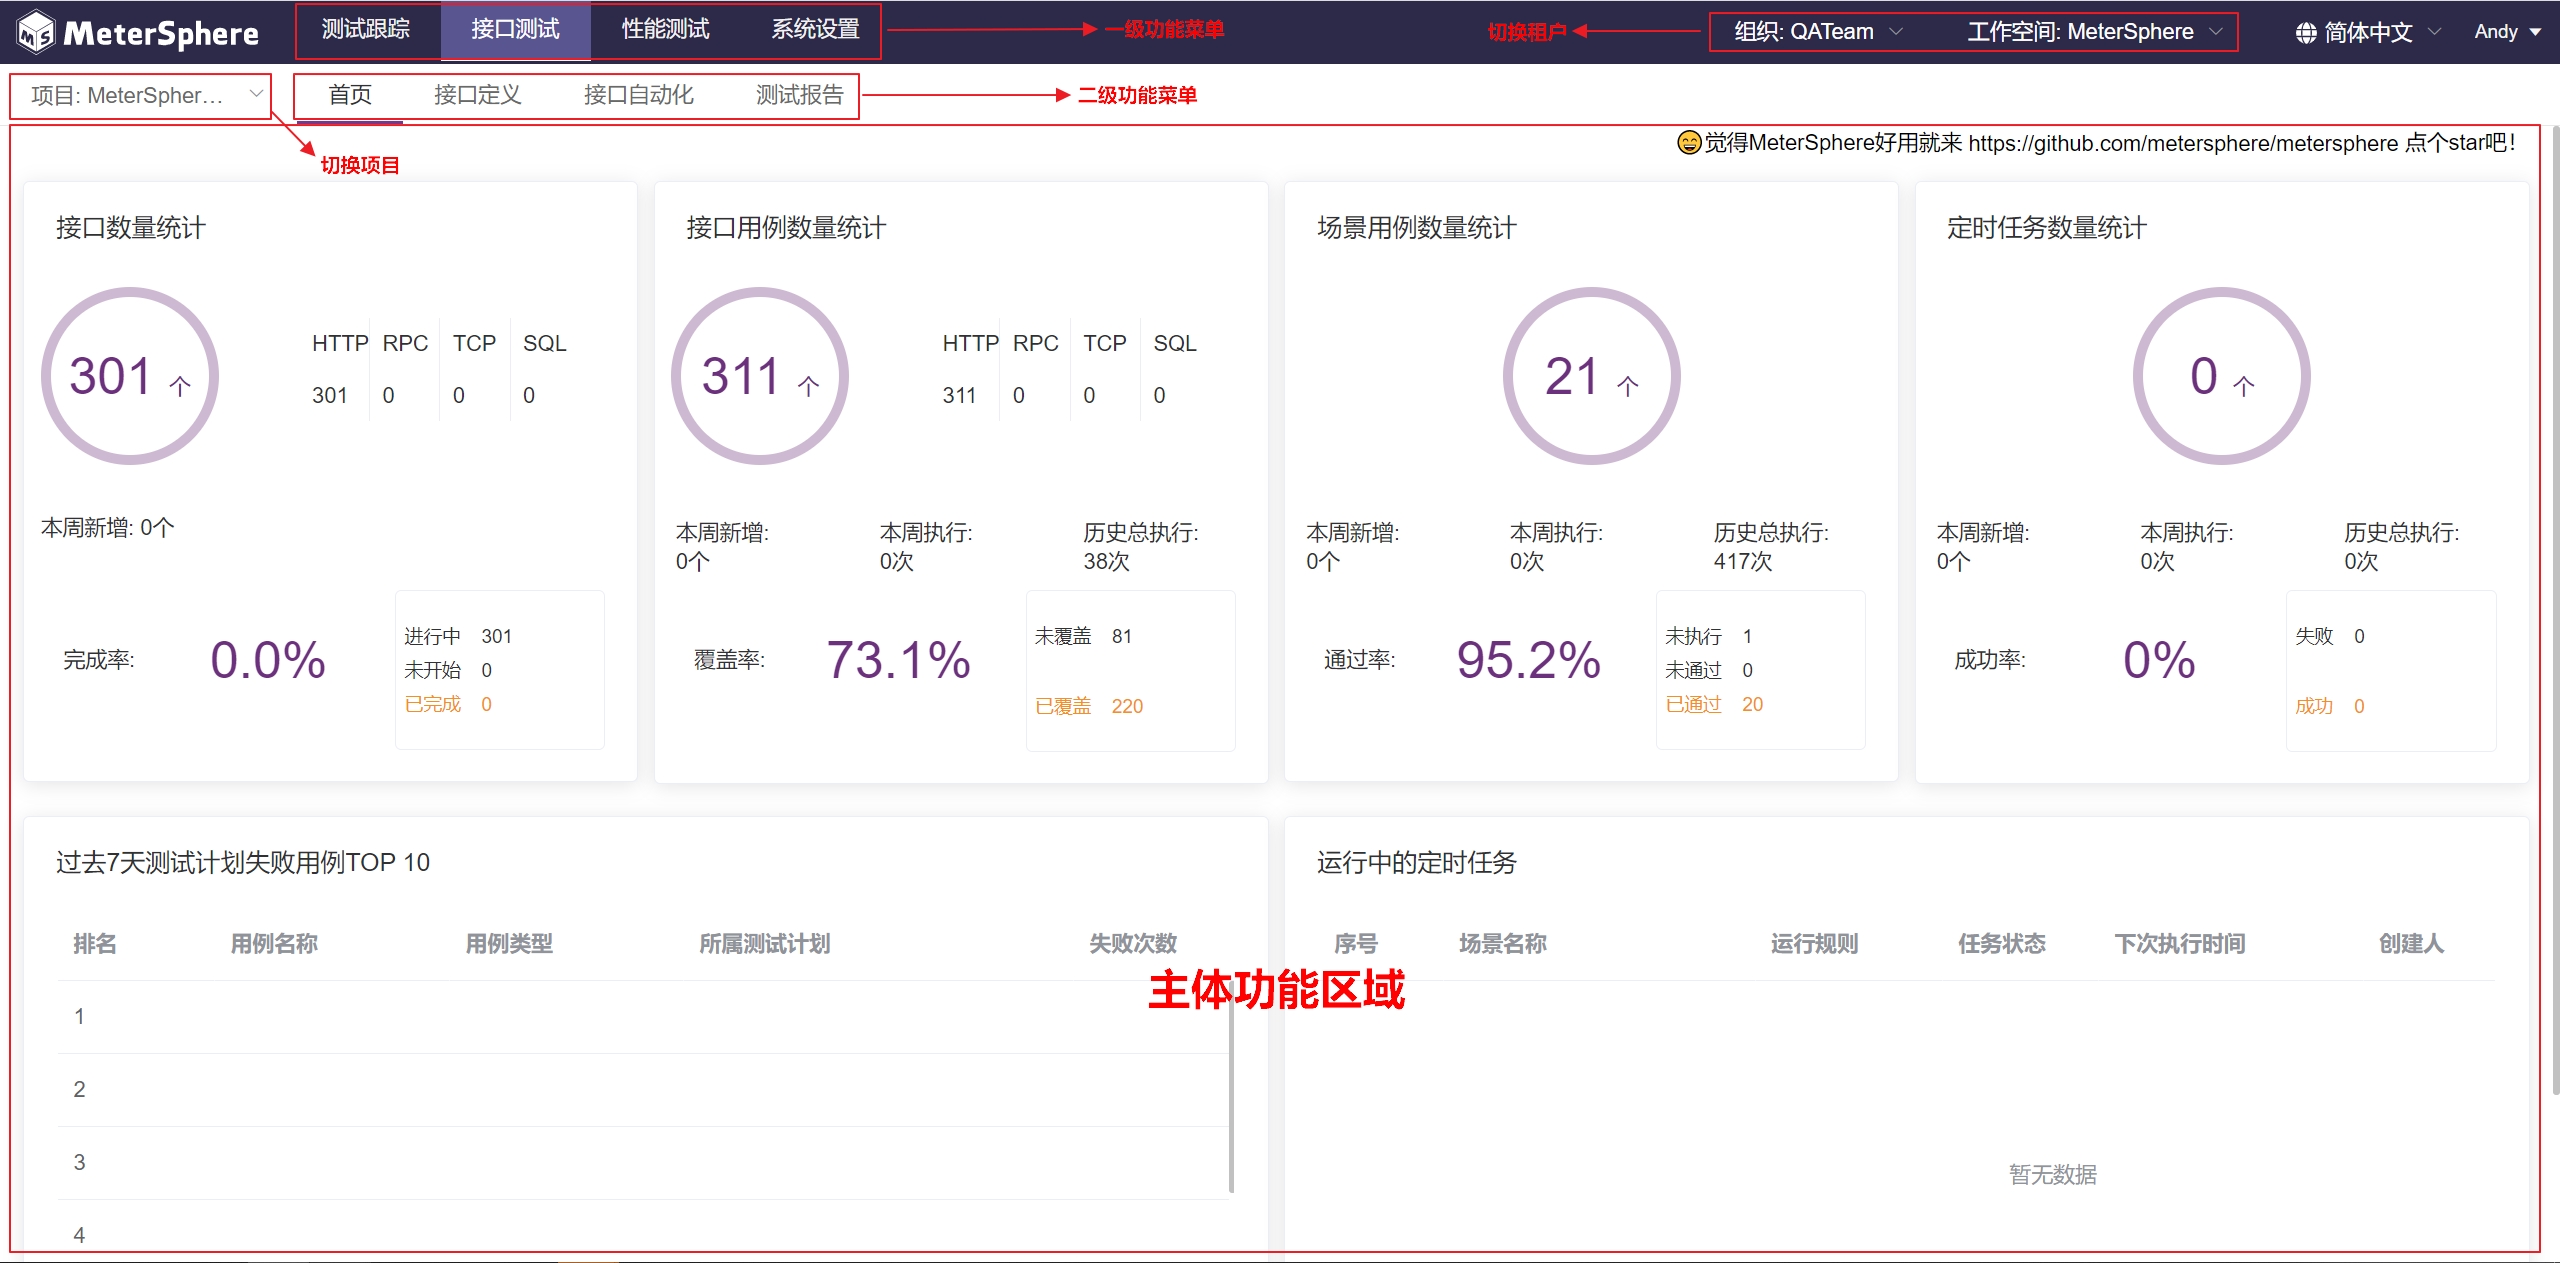 MeterSphere 测试跟踪 接口测试 性能测试 系统设置 一级功能菜单 切换租户 组织: QATeam 工作空间: MeterSphere 简体中文 Andy
项目: MeterSpher... 首页 接口定义 接口自动化 测试报告 二级功能菜单
😄觉得MeterSphere好用就来 https://github.com/metersphere/metersphere 点个star吧!
切换项目
接口数量统计
301 个
HTTP RPC TCP SQL
301 0 0 0
本周新增: 0个
完成率: 0.0%
进行中 301
未开始 0
已完成 0
接口用例数量统计
311 个
HTTP RPC TCP SQL
311 0 0 0
本周新增: 本周执行: 历史总执行:
0个 0次 38次
覆盖率: 73.1%
未覆盖 81
已覆盖 220
场景用例数量统计
21 个
本周新增: 本周执行: 历史总执行:
0个 0次 417次
通过率: 95.2%
未执行 1
未通过 0
已通过 20
定时任务数量统计
0 个
本周新增: 本周执行: 历史总执行:
0个 0次 0次
成功率: 0%
失败 0
成功 0
过去7天测试计划失败用例TOP 10
排名 用例名称 用例类型 所属测试计划 失败次数
1
2
3
4
主体功能区域
运行中的定时任务
序号 场景名称 运行规则 任务状态 下次执行时间 创建人
暂无数据